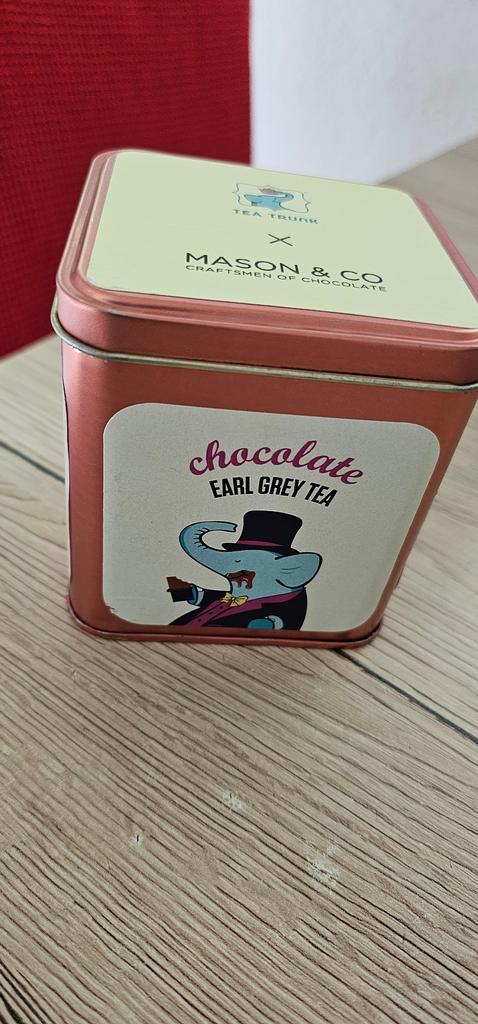 TEA TRUNK
X
MASON & CO
CRAFTSMEN OF CHOCOLATE
chocolate
EARL GREY TEA